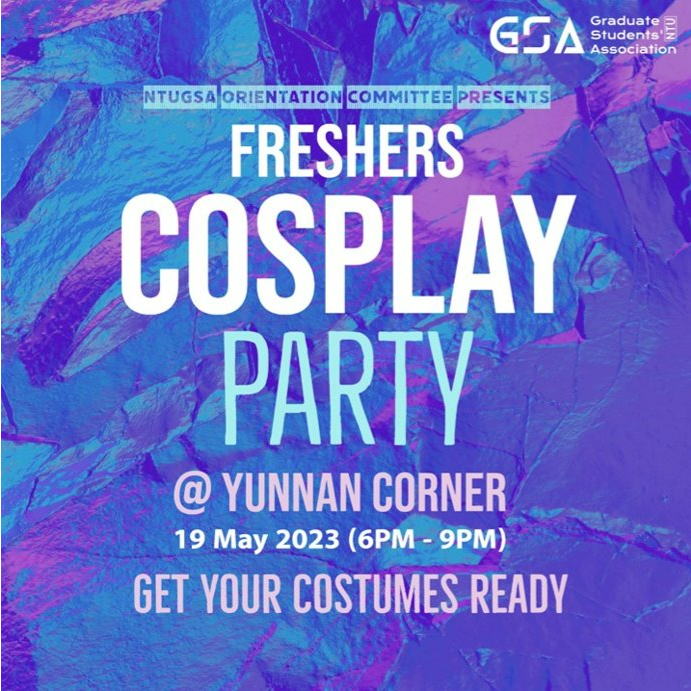 GSA Graduate Students' Association NTU
NTUGSA ORIENTATION COMMITTEE PRESENTS
FRESHERS
COSPLAY
PARTY
@ YUNNAN CORNER
19 May 2023 (6PM - 9PM)
GET YOUR COSTUMES READY